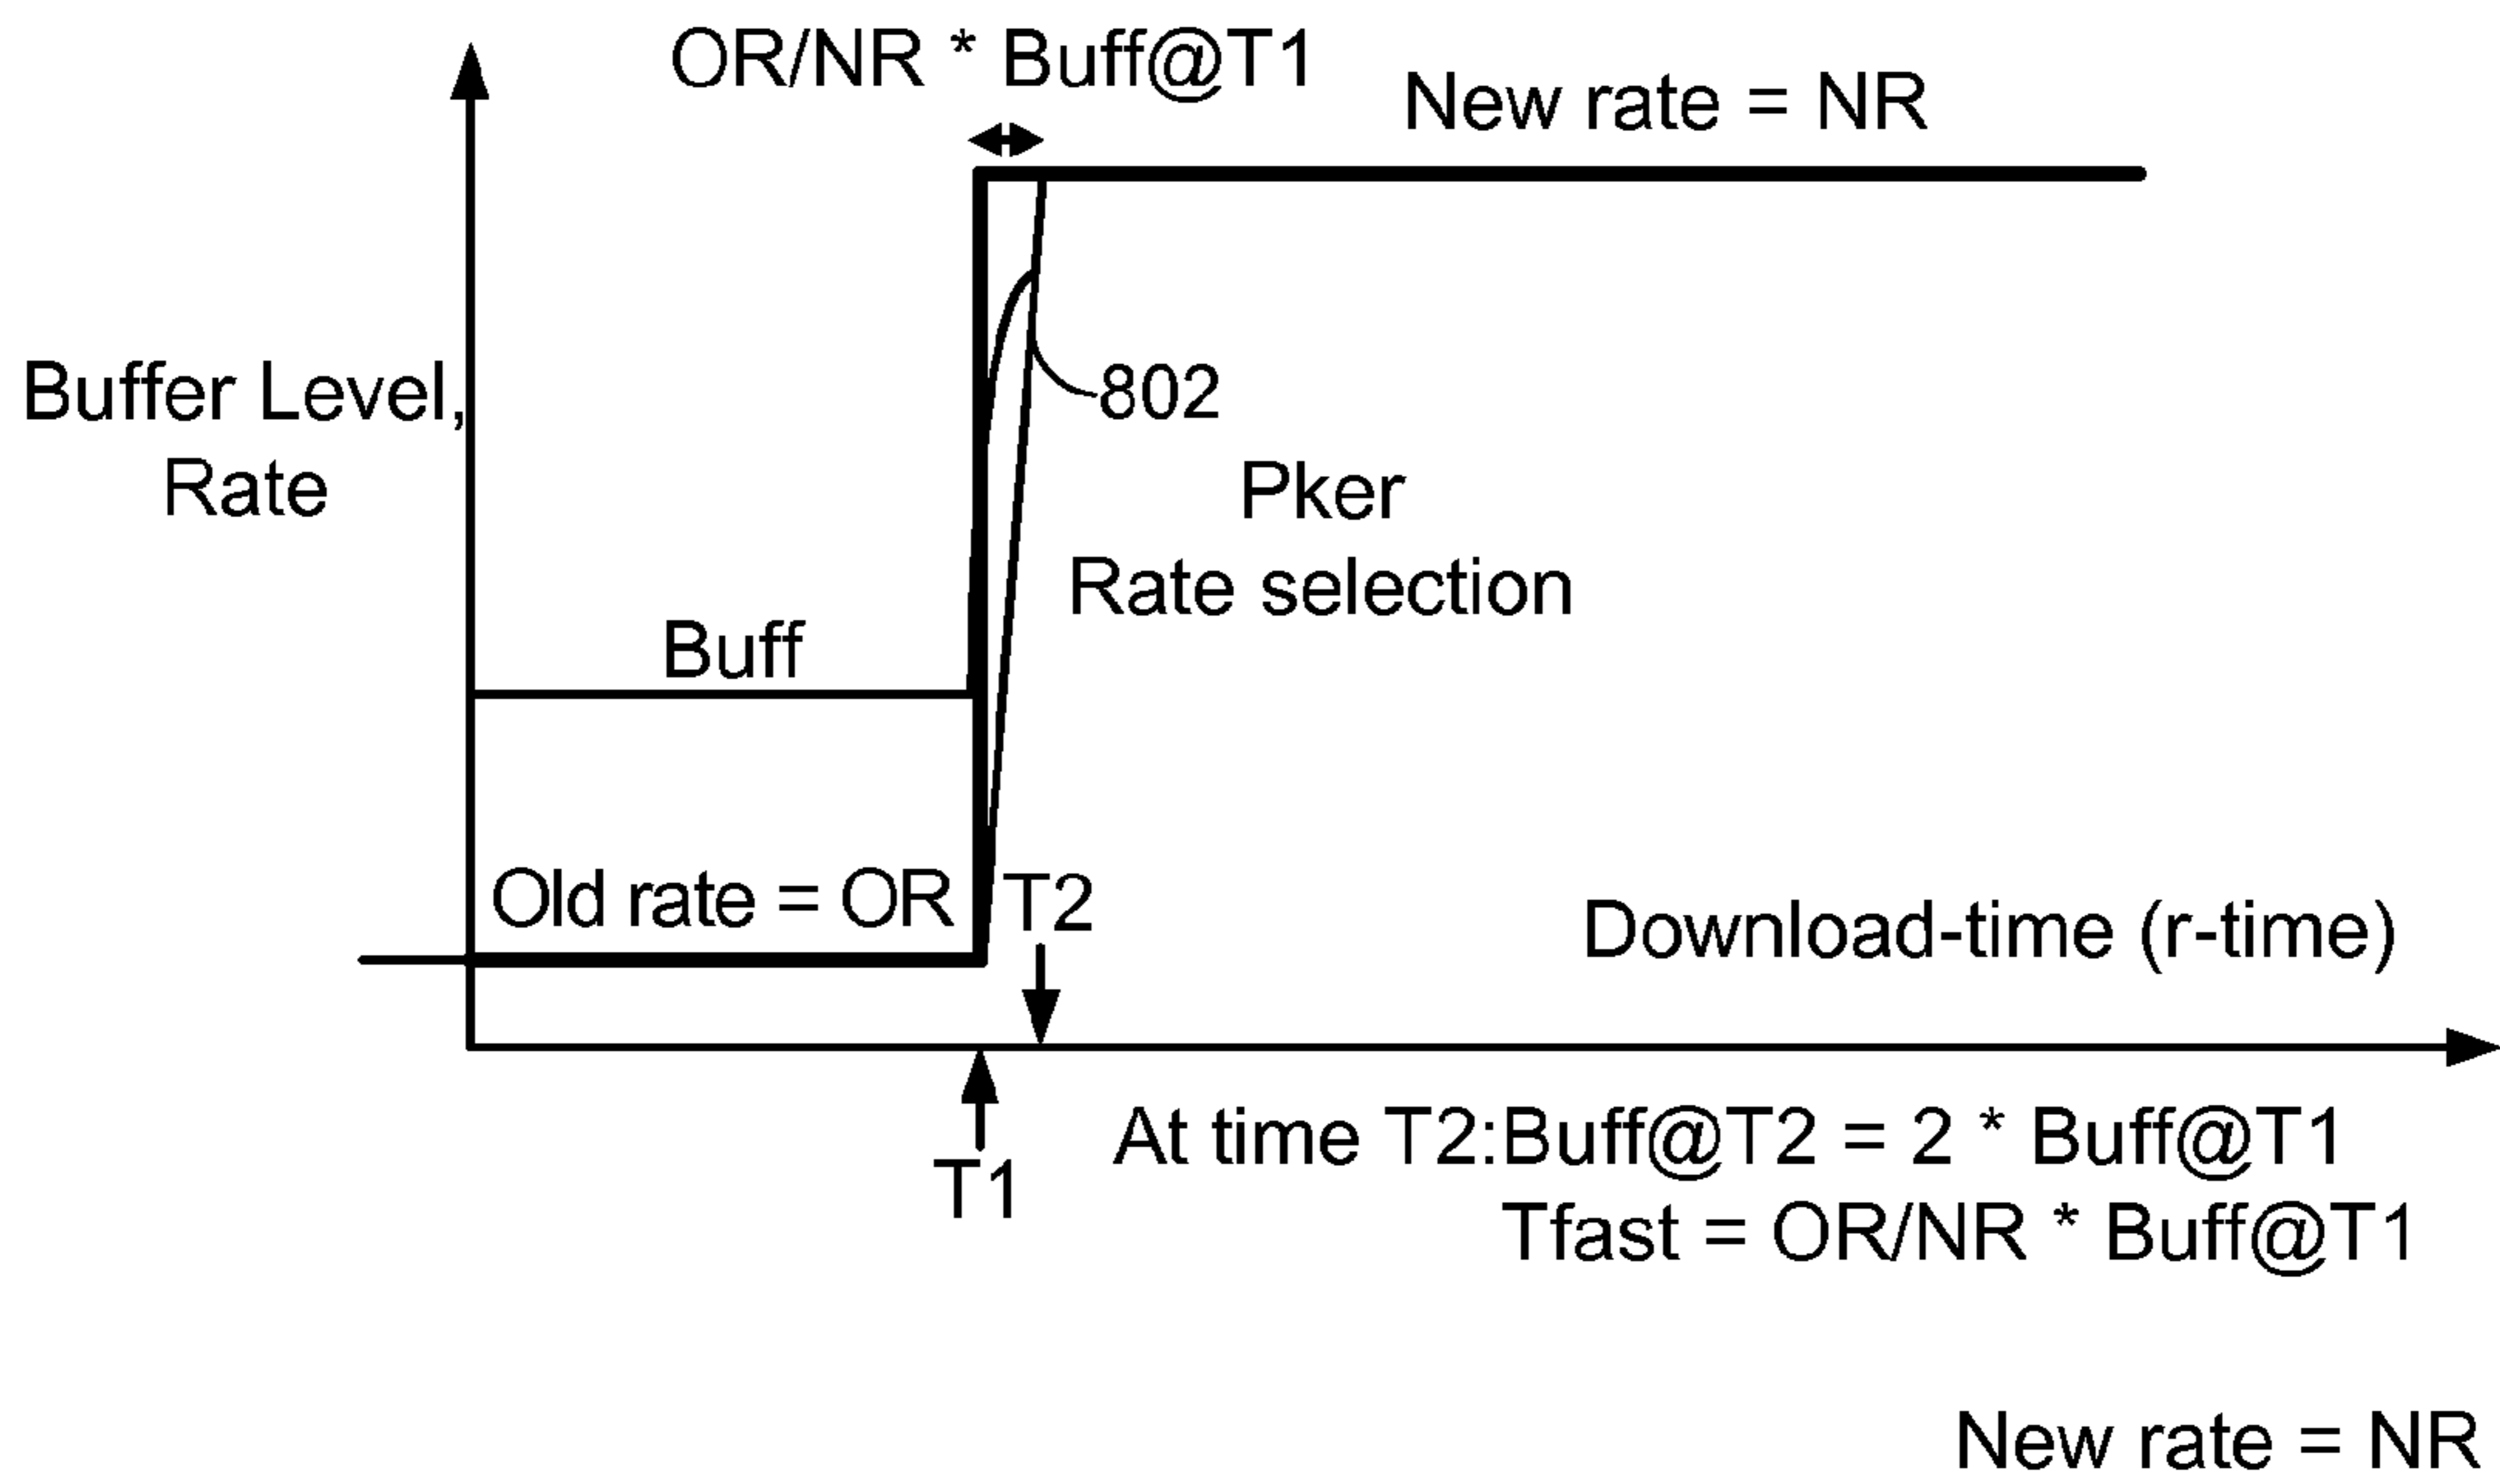 OR/NR * Buff@T1
New rate = NR
Buffer Level,
Rate
802
Pker
Rate selection
Buff
Old rate = OR
T2
Download-time (r-time)
T1
At time T2:Buff@T2 = 2 * Buff@T1
Tfast = OR/NR * Buff@T1
New rate = NR